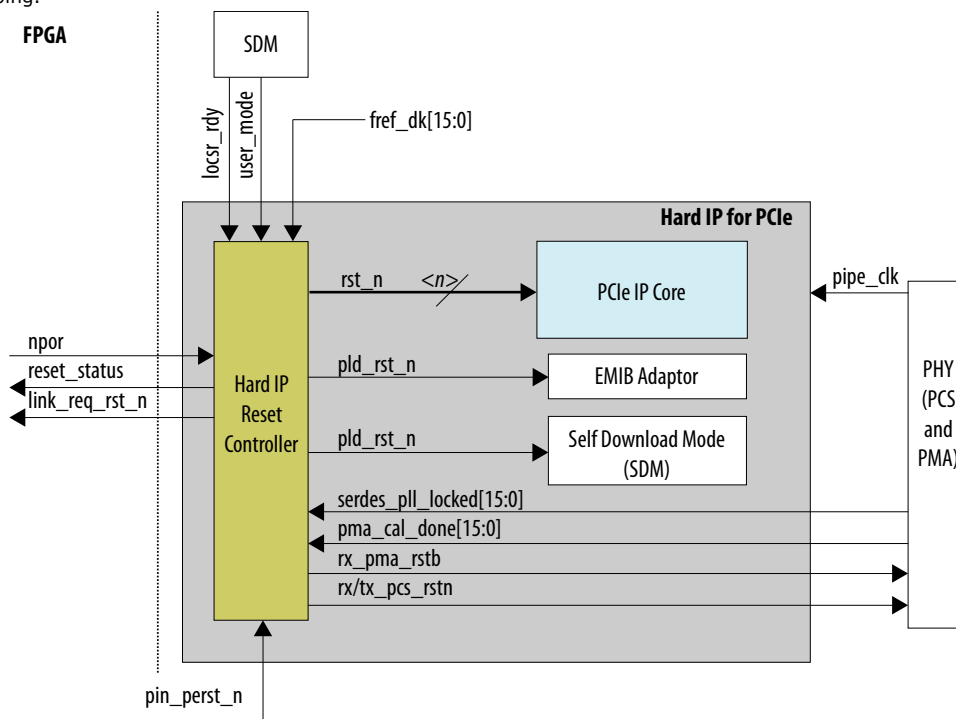 FPGA
SDM
locsr_rdy
user_mode
fref_dk[15:0]
Hard IP for PCIe
rst_n
<n>
PCIe IP Core
pipe_clk
npor
reset_status
link_req_rst_n
Hard IP
Reset
Controller
pld_rst_n
EMIB Adaptor
PHY
(PCS
and
PMA)
pld_rst_n
Self Download Mode
(SDM)
serdes_pll_locked[15:0]
pma_cal_done[15:0]
rx_pma_rstb
rx/tx_pcs_rstn
pin_perst_n